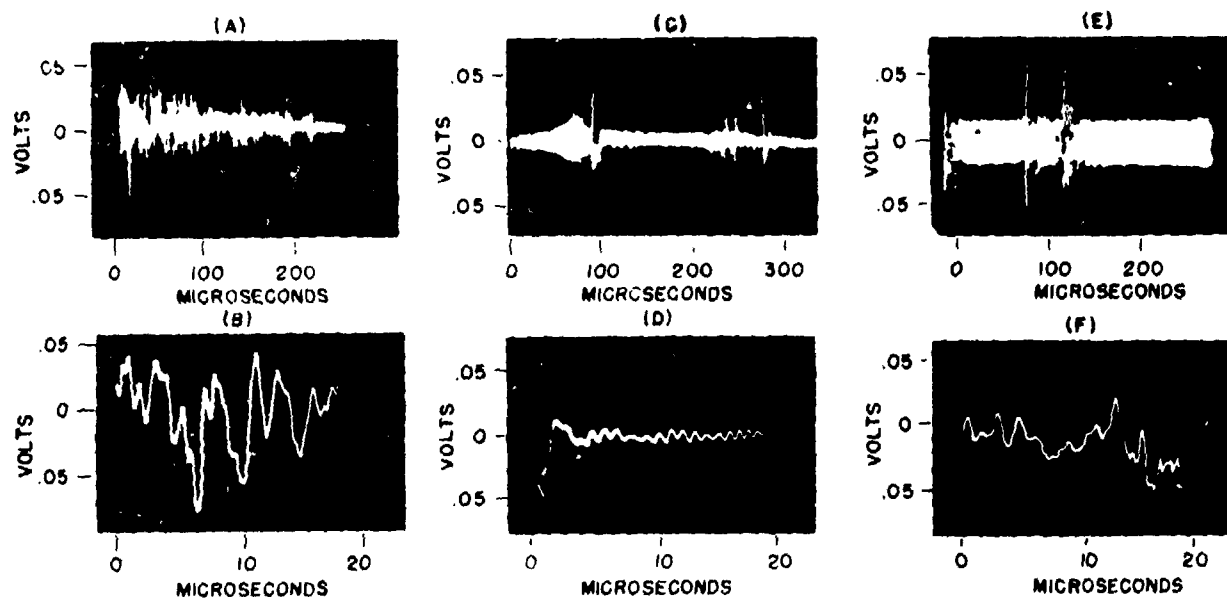 (A)
C5
0
.05
VOLTS
0 100 200
MICROSECONDS
(B)
.05
0
.05
VOLTS
0 10 20
MICROSECONDS
(C)
.05
0
.05
VOLTS
0 100 200 300
MICRCSECONDS
(D)
.05
0
.05
VOLTS
0 10 20
MICROSECONDS
(E)
.05
0
.05
VOLTS
0 100 200
MICROSECONDS
(F)
.05
0
.05
VOLTS
0 10 20
MICROSECONDS